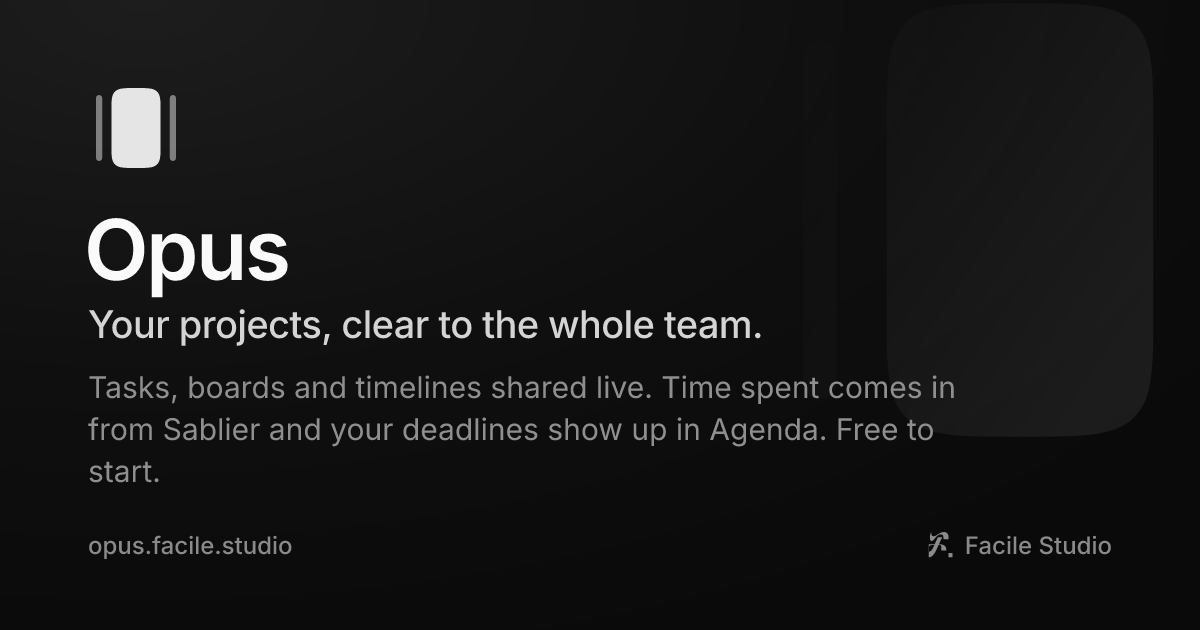 Opus
Your projects, clear to the whole team.
Tasks, boards and timelines shared live. Time spent comes in
from Sablier and your deadlines show up in Agenda. Free to
start.
opus.facile.studio
Facile Studio